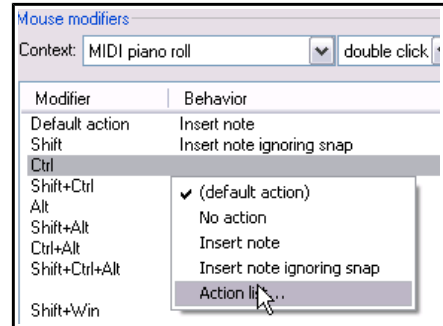 Mouse modifiers
Context: MIDI piano roll double click
Modifier Behavior
Default action Insert note
Shift Insert note ignoring snap
Ctrl
Shift+Ctrl (default action)
Alt No action
Shift+Alt
Ctrl+Alt Insert note
Shift+Ctrl+Alt Insert note ignoring snap
Action list...
Shift+Win